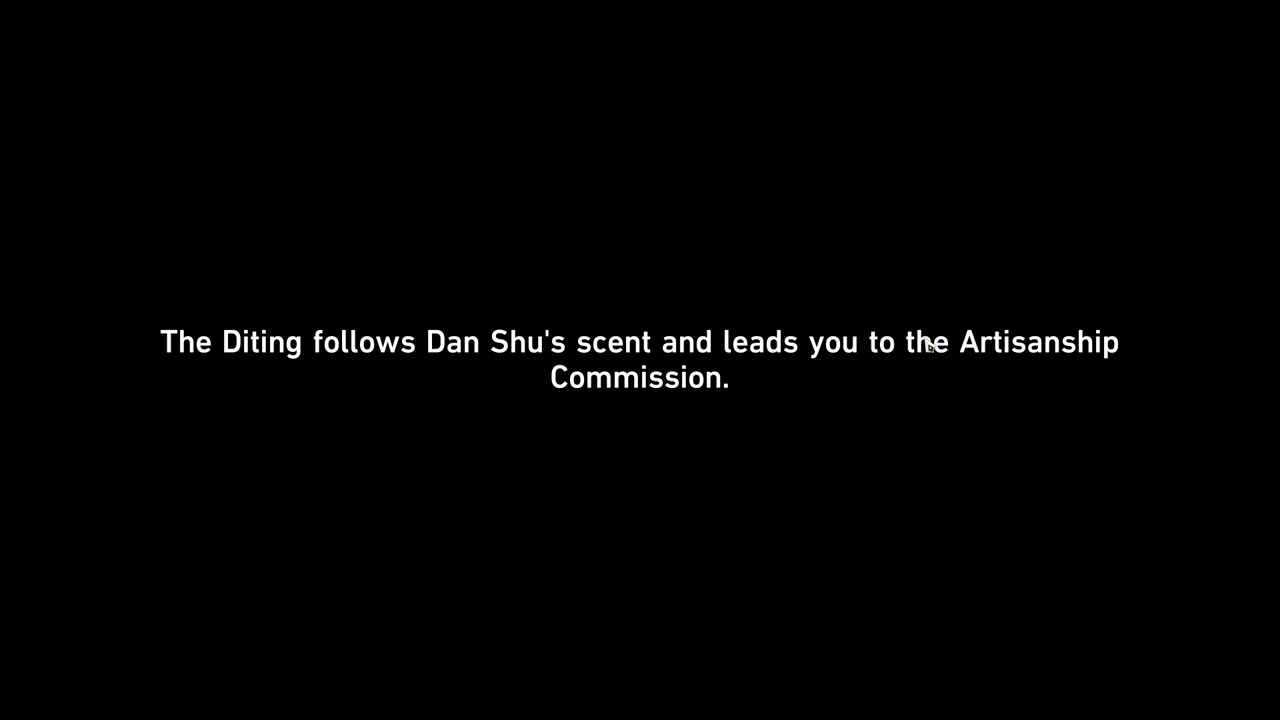 The Diting follows Dan Shu's scent and leads you to the Artisanship
Commission.